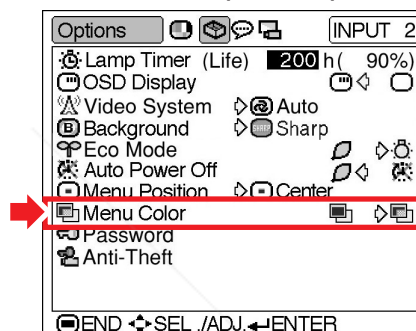 Options INPUT 2
Lamp Timer (Life) 200 h( 90%)
OSD Display
Video System Auto
B Background SHARP Sharp
Eco Mode
Auto Power Off
Menu Position Center
Menu Color
Password
Anti-Theft
END SEL./ADJ. ENTER